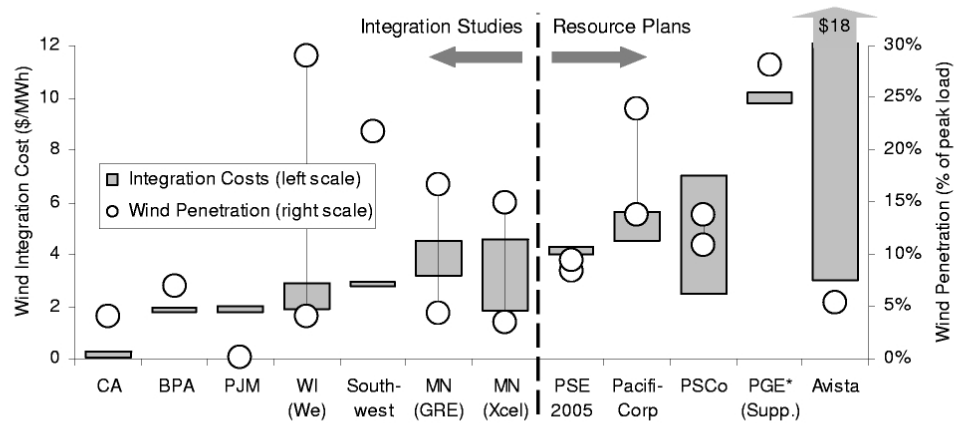 Integration Studies
Resource Plans
$18
Wind Integration Cost ($/MWh)
12
10
8
6
4
2
0
Integration Costs (left scale)
Wind Penetration (right scale)
30%
25%
20%
15%
10%
5%
0%
Wind Penetration (% of peak load)
CA
BPA
PJM
WI
(We)
South-
west
MN
(GRE)
MN
(Xcel)
PSE
2005
Pacifi-
Corp
PSCo
PGE*
(Supp.)
Avista